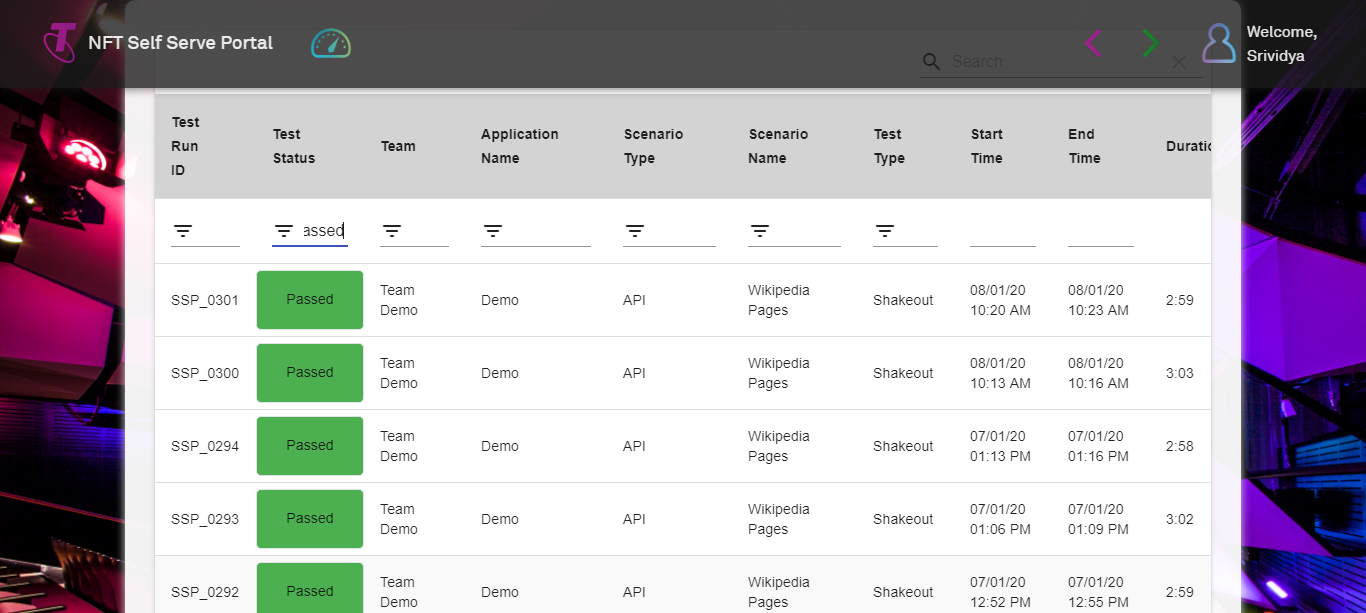 NFT Self Serve Portal
Welcome,
Srividya
Search
Test Run ID
Test Status
Team
Application Name
Scenario Type
Scenario Name
Test Type
Start Time
End Time
Duratio
assed
SSP_0301 Passed Team Demo Demo API Wikipedia Pages Shakeout 08/01/20 10:20 AM 08/01/20 10:23 AM 2:59
SSP_0300 Passed Team Demo Demo API Wikipedia Pages Shakeout 08/01/20 10:13 AM 08/01/20 10:16 AM 3:03
SSP_0294 Passed Team Demo Demo API Wikipedia Pages Shakeout 07/01/20 01:13 PM 07/01/20 01:16 PM 2:58
SSP_0293 Passed Team Demo Demo API Wikipedia Pages Shakeout 07/01/20 01:06 PM 07/01/20 01:09 PM 3:02
SSP_0292 Passed Team Demo Demo API Wikipedia Pages Shakeout 07/01/20 12:52 PM 07/01/20 12:55 PM 2:59